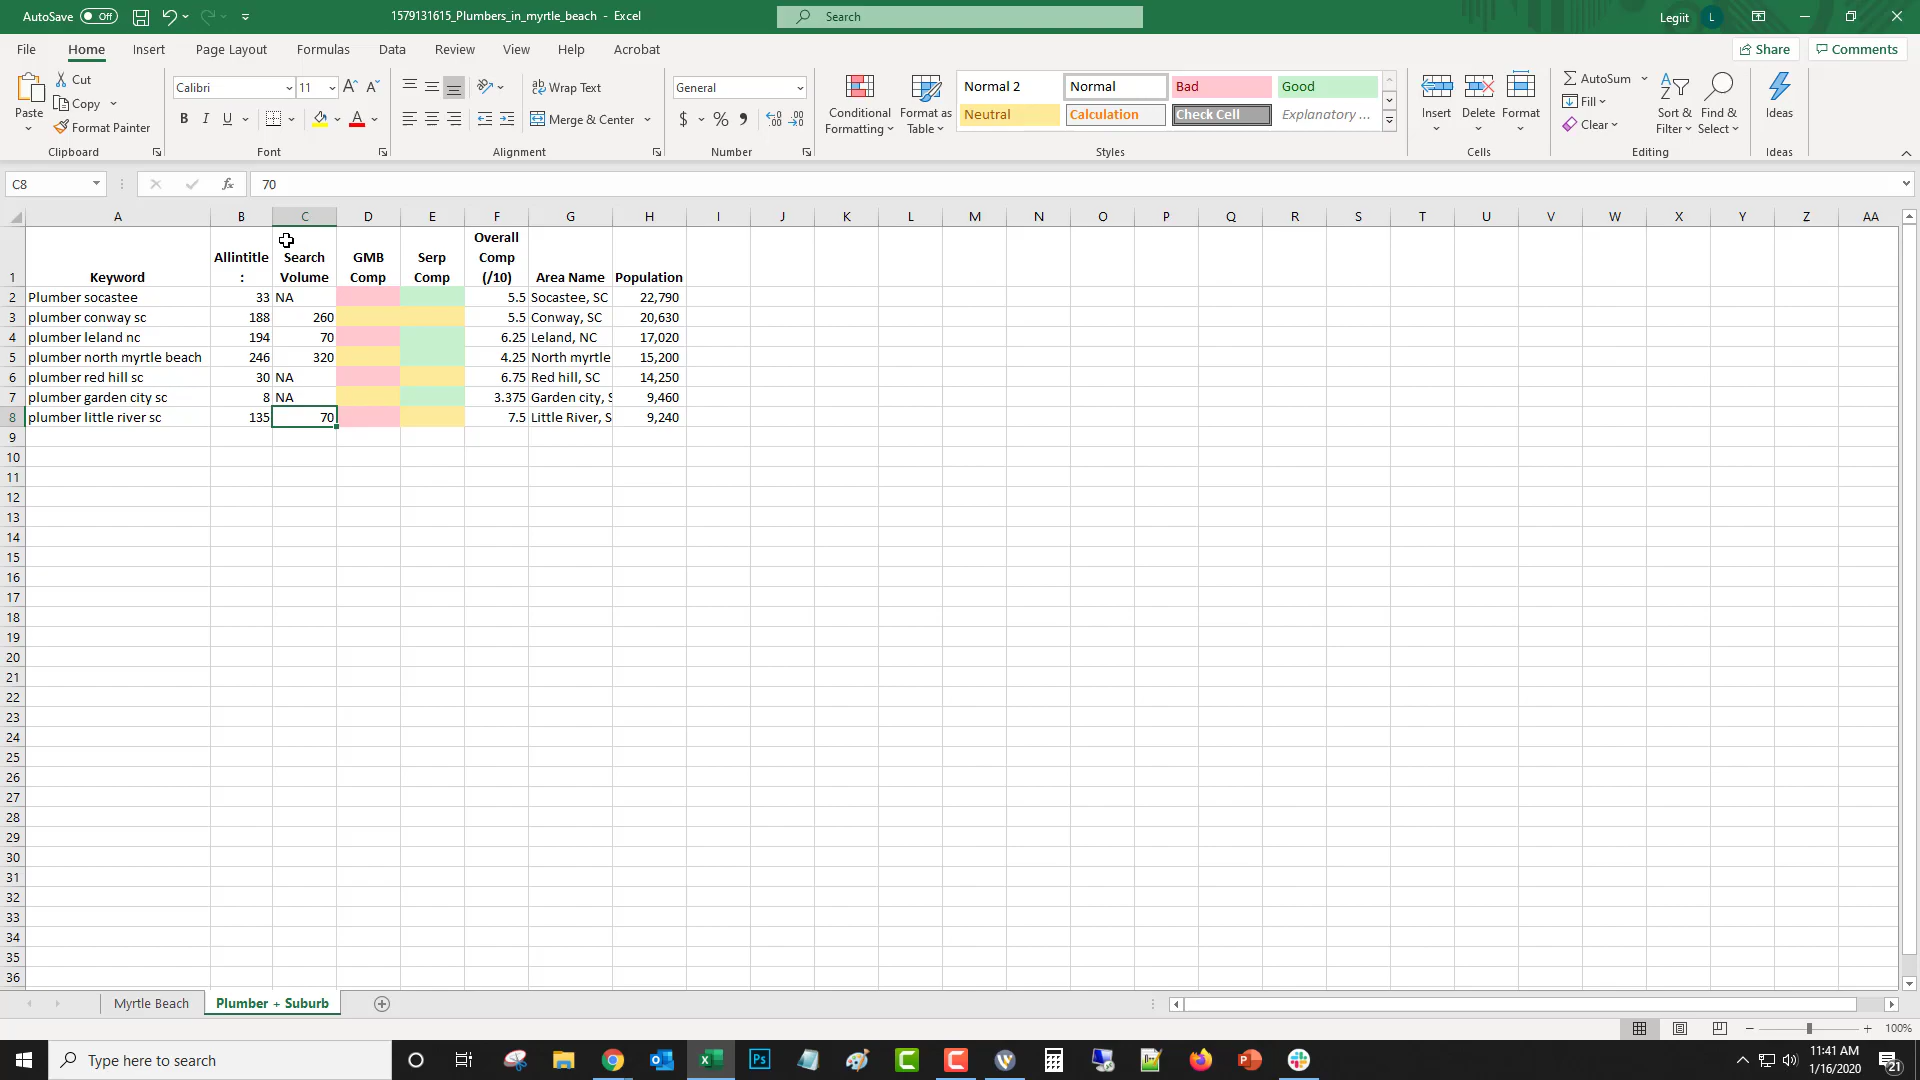 AutoSave Off 1579131615_Plumbers_in_myrtle_beach - Excel Search Legiit L
File Home Insert Page Layout Formulas Data Review View Help Acrobat Share Comments
Paste Cut Copy Format Painter
Calibri 11 A A
B I U A
Wrap Text
Merge & Center
General
$ % ,
Conditional Formatting
Format as Table
Normal 2 Normal Bad Good
Neutral Calculation Check Cell Explanatory ...
Insert Delete Format
AutoSum
Fill
Clear
Sort & Filter
Find & Select
Ideas
Clipboard Font Alignment Number Styles Cells Editing Ideas
C8 fx 70
A B C D E F G H I J K L M N O P Q R S T U V W X Y Z AA
1 Keyword Allintitle : Search Volume GMB Comp Serp Comp Overall Comp (/10) Area Name Population
2 Plumber socastee 33 NA 5.5 Socastee, SC 22,790
3 plumber conway sc 188 260 5.5 Conway, SC 20,630
4 plumber leland nc 194 70 6.25 Leland, NC 17,020
5 plumber north myrtle beach 246 320 4.25 North myrtle 15,200
6 plumber red hill sc 30 NA 6.75 Red hill, SC 14,250
7 plumber garden city sc 8 NA 3.375 Garden city, S 9,460
8 plumber little river sc 135 70 7.5 Little River, S 9,240
9
10
11
12
13
14
15
16
17
18
19
20
21
22
23
24
25
26
27
28
29
30
31
32
33
34
35
36
Myrtle Beach Plumber + Suburb
100%
Type here to search
Ps
11:41 AM
1/16/2020
21